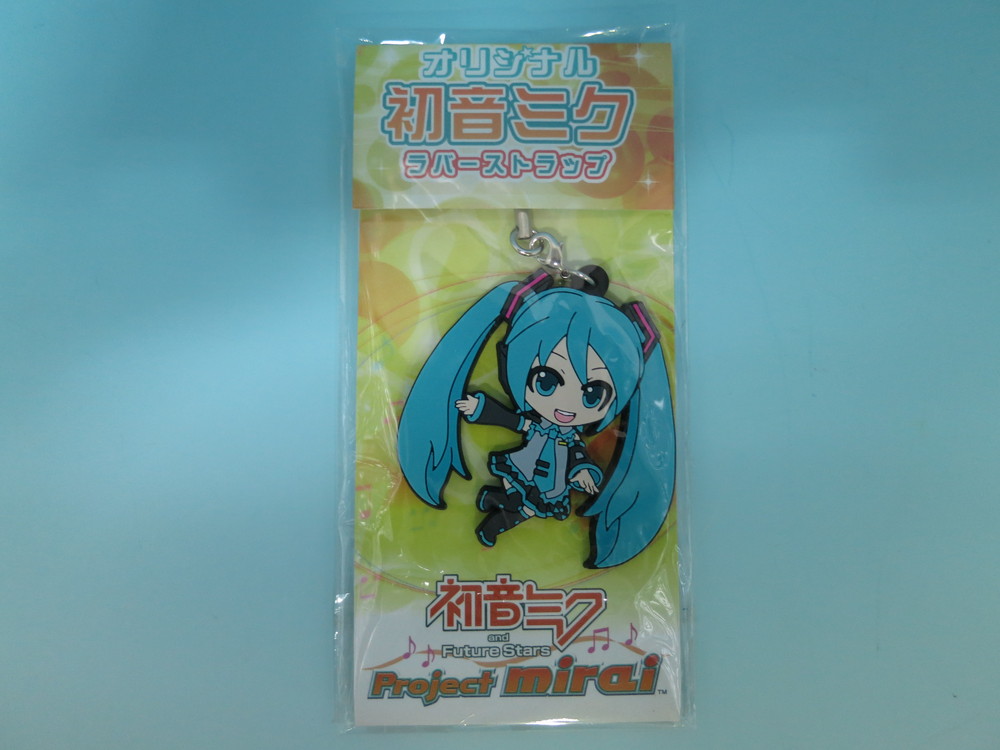 オリジナル
初音ミク
ラバーストラップ
初音ミク
and
Future Stars
Project mirai™